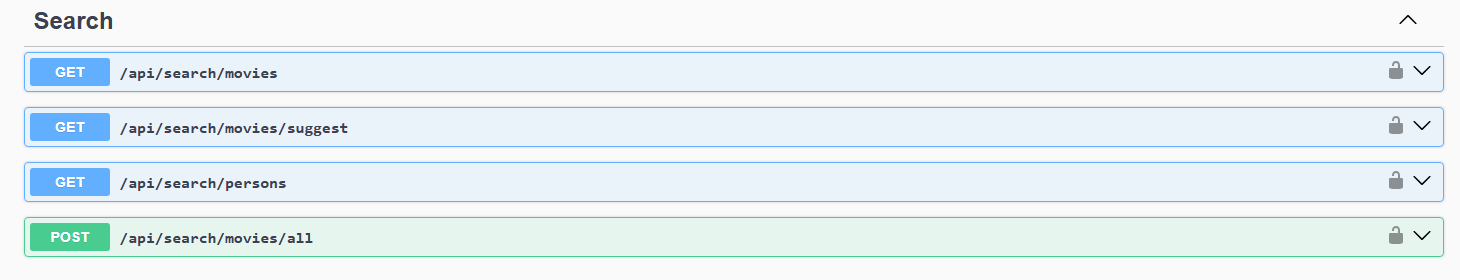 Search
GET /api/search/movies
GET /api/search/movies/suggest
GET /api/search/persons
POST /api/search/movies/all